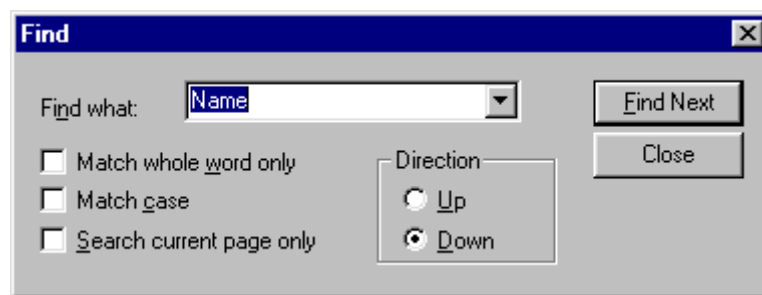 Find
Find what: Name Find Next
Match whole word only Direction Close
Match case Up
Search current page only Down